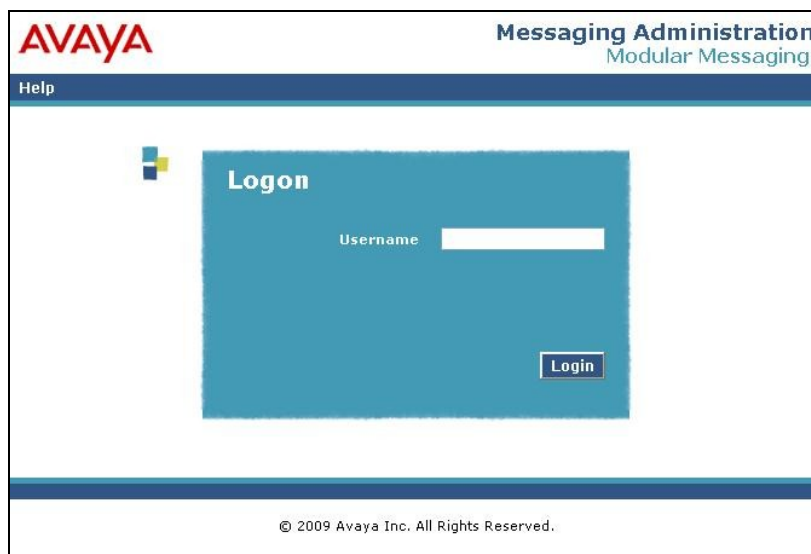 AVAYA
Messaging Administration
Modular Messaging
Help
Logon
Username
Login
© 2009 Avaya Inc. All Rights Reserved.